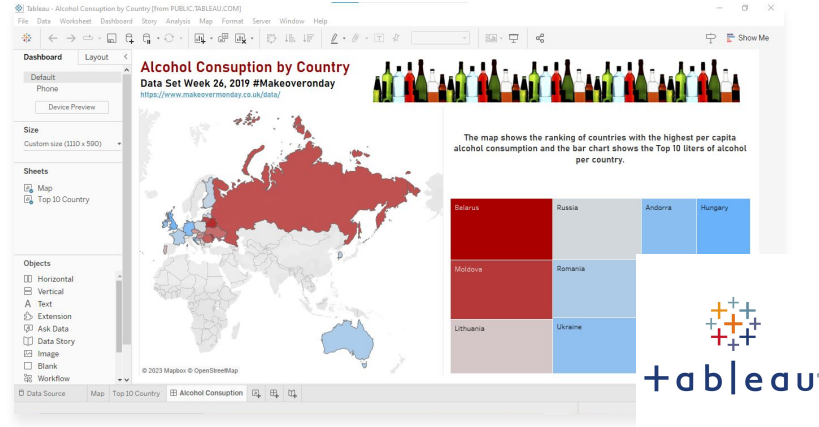 Tableau - Alcohol Consuption by Country [from PUBLIC.TABLEAU.COM]
File Data Worksheet Dashboard Story Analysis Map Format Server Window Help
Show Me
Dashboard Layout
Default
Phone
Device Preview
Size
Custom size (1110 x 590)
Sheets
Map
Top 10 Country
Objects
Horizontal
Vertical
Text
Extension
Ask Data
Data Story
Image
Blank
Workflow
Alcohol Consuption by Country
Data Set Week 26, 2019 #Makeoveronday
https://www.makeovermonday.co.uk/data/
© 2023 Mapbox © OpenStreetMap
The map shows the ranking of countries with the highest per capita
alcohol consumption and the bar chart shows the Top 10 liters of alcohol
per country.
Belarus Russia Andorra Hungary
Moldova Romania
Lithuania Ukraine
Data Source Map Top 10 Country Alcohol Consuption
tableau